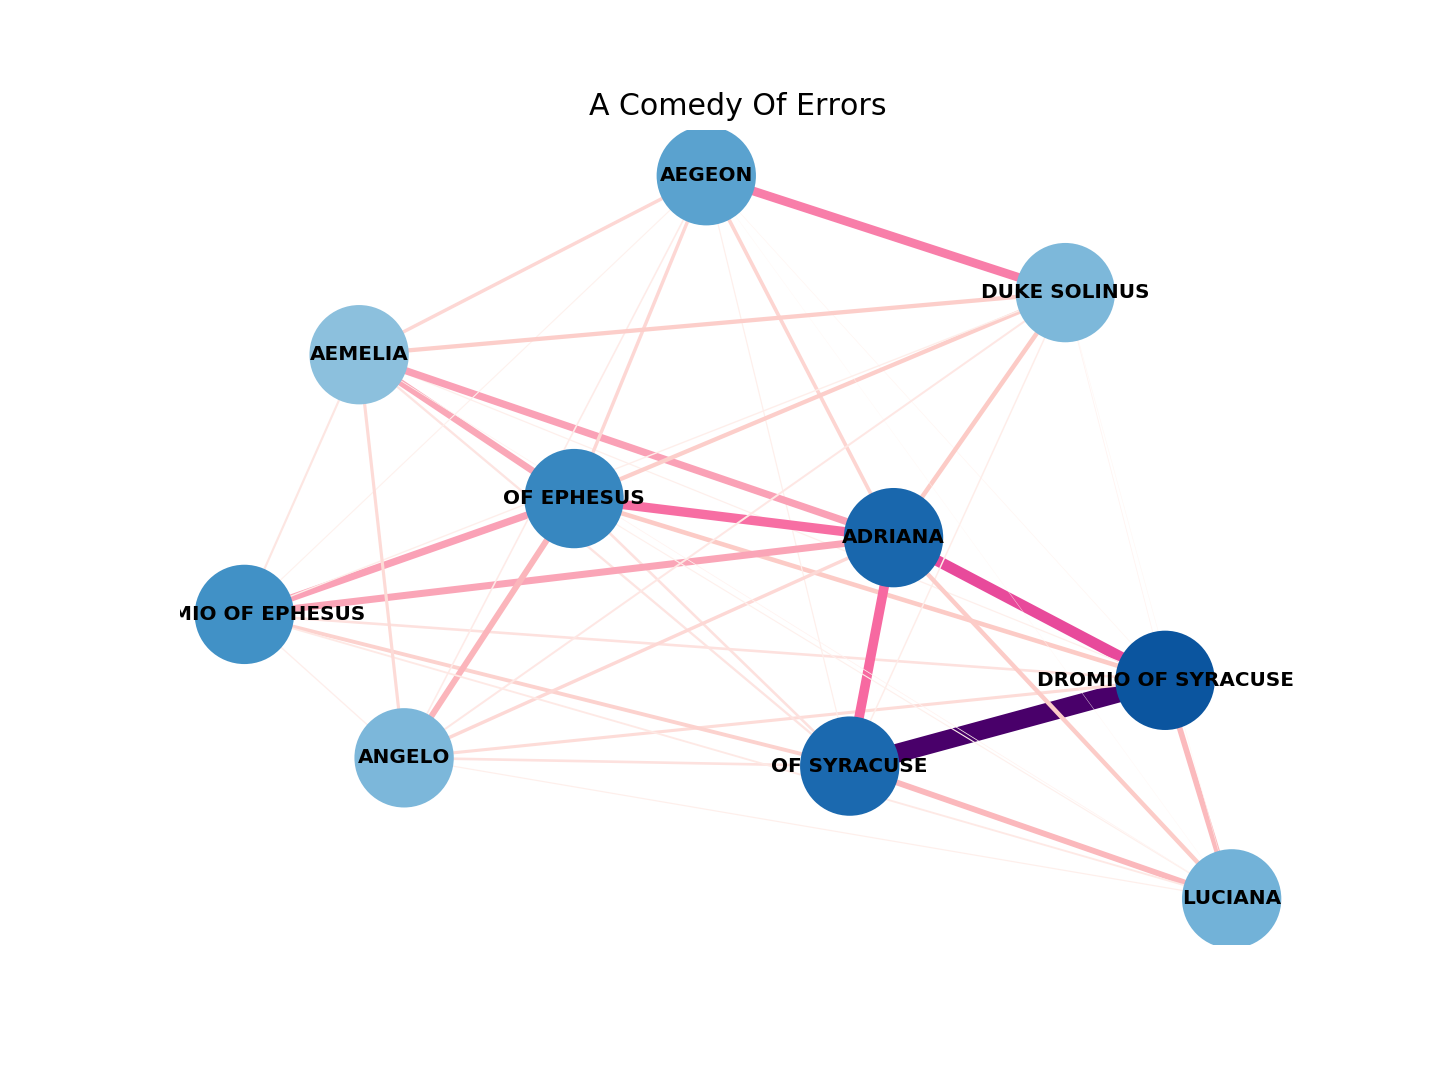 A Comedy Of Errors
AEGEON
DUKE SOLINUS
AEMELIA
OF EPHESUS
ADRIANA
MIO OF EPHESUS
DROMIO OF SYRACUSE
ANGELO
OF SYRACUSE
LUCIANA